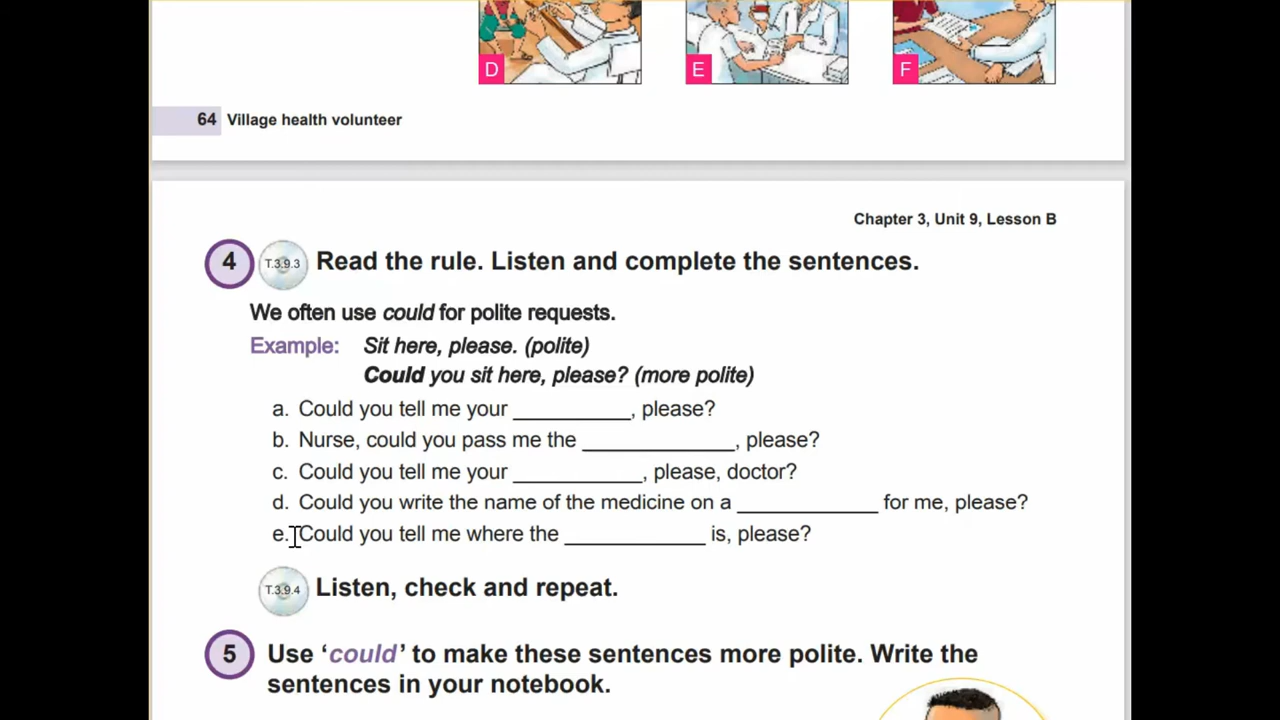 D
E
F
64 Village health volunteer
Chapter 3, Unit 9, Lesson B
4 T.3.9.3 Read the rule. Listen and complete the sentences.
We often use could for polite requests.
Example: Sit here, please. (polite)
Could you sit here, please? (more polite)
a. Could you tell me your __________, please?
b. Nurse, could you pass me the _____________, please?
c. Could you tell me your ___________, please, doctor?
d. Could you write the name of the medicine on a ____________ for me, please?
e. Could you tell me where the ____________ is, please?
T.3.9.4 Listen, check and repeat.
5 Use ‘could’ to make these sentences more polite. Write the
sentences in your notebook.